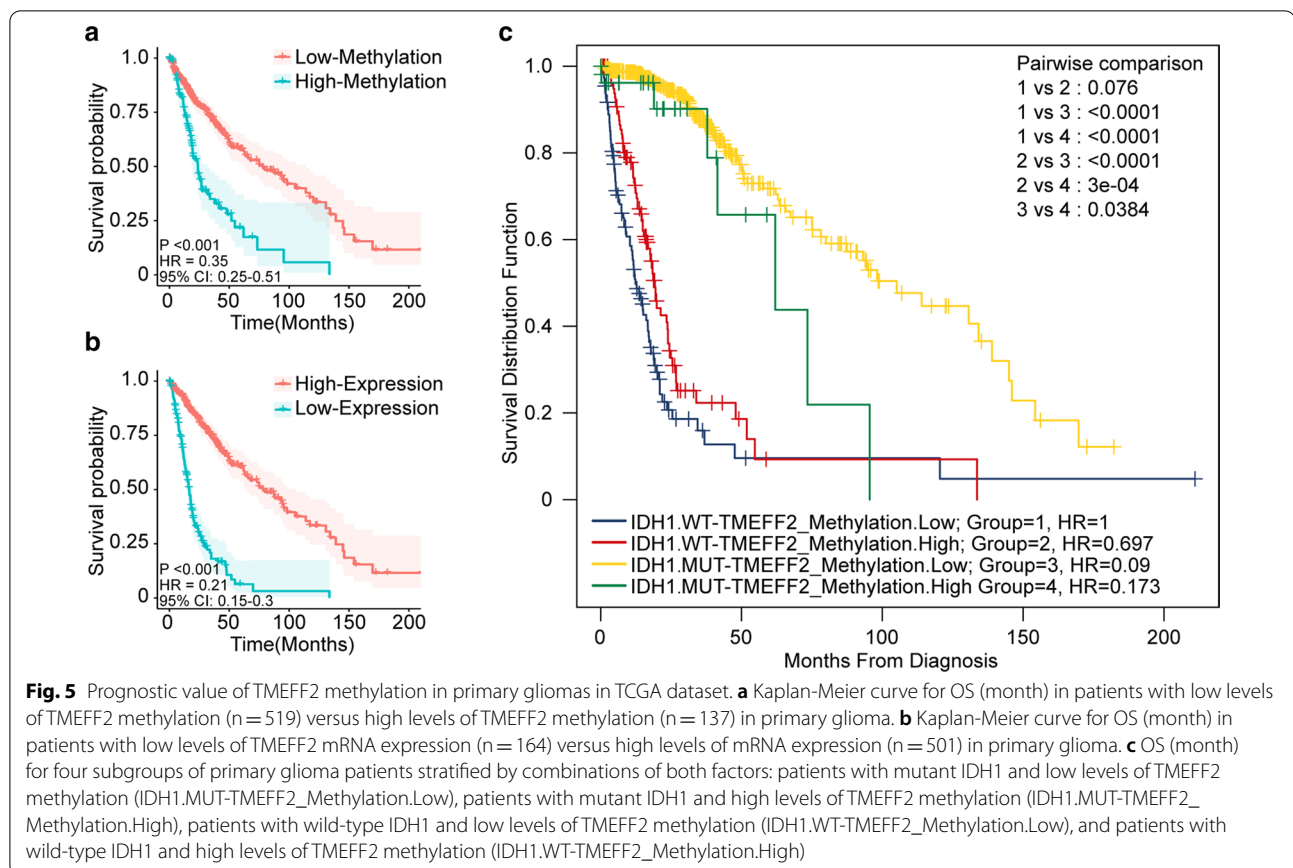 a
Low-Methylation
High-Methylation
1.0
0.75
0.50
0.25
0
Survival probability
P <0.001
HR = 0.35
95% CI: 0.25-0.51
0 50 100 150 200
Time(Months)
b
High-Expression
Low-Expression
1.0
0.75
0.50
0.25
0
Survival probability
P <0.001
HR = 0.21
95% CI: 0.15-0.3
0 50 100 150 200
Time(Months)
c
Pairwise comparison
1 vs 2 : 0.076
1 vs 3 : <0.0001
1 vs 4 : <0.0001
2 vs 3 : <0.0001
2 vs 4 : 3e-04
3 vs 4 : 0.0384
1.0
0.8
0.6
0.4
0.2
0
Survival Distribution Function
IDH1.WT-TMEFF2_Methylation.Low; Group=1, HR=1
IDH1.WT-TMEFF2_Methylation.High; Group=2, HR=0.697
IDH1.MUT-TMEFF2_Methylation.Low; Group=3, HR=0.09
IDH1.MUT-TMEFF2_Methylation.High Group=4, HR=0.173
0 50 100 150 200
Months From Diagnosis
Fig. 5 Prognostic value of TMEFF2 methylation in primary gliomas in TCGA dataset. a Kaplan-Meier curve for OS (month) in patients with low levels
of TMEFF2 methylation (n = 519) versus high levels of TMEFF2 methylation (n = 137) in primary glioma. b Kaplan-Meier curve for OS (month) in
patients with low levels of TMEFF2 mRNA expression (n = 164) versus high levels of mRNA expression (n = 501) in primary glioma. c OS (month)
for four subgroups of primary glioma patients stratified by combinations of both factors: patients with mutant IDH1 and low levels of TMEFF2
methylation (IDH1.MUT-TMEFF2_Methylation.Low), patients with mutant IDH1 and high levels of TMEFF2 methylation (IDH1.MUT-TMEFF2_
Methylation.High), patients with wild-type IDH1 and low levels of TMEFF2 methylation (IDH1.WT-TMEFF2_Methylation.Low), and patients with
wild-type IDH1 and high levels of TMEFF2 methylation (IDH1.WT-TMEFF2_Methylation.High)